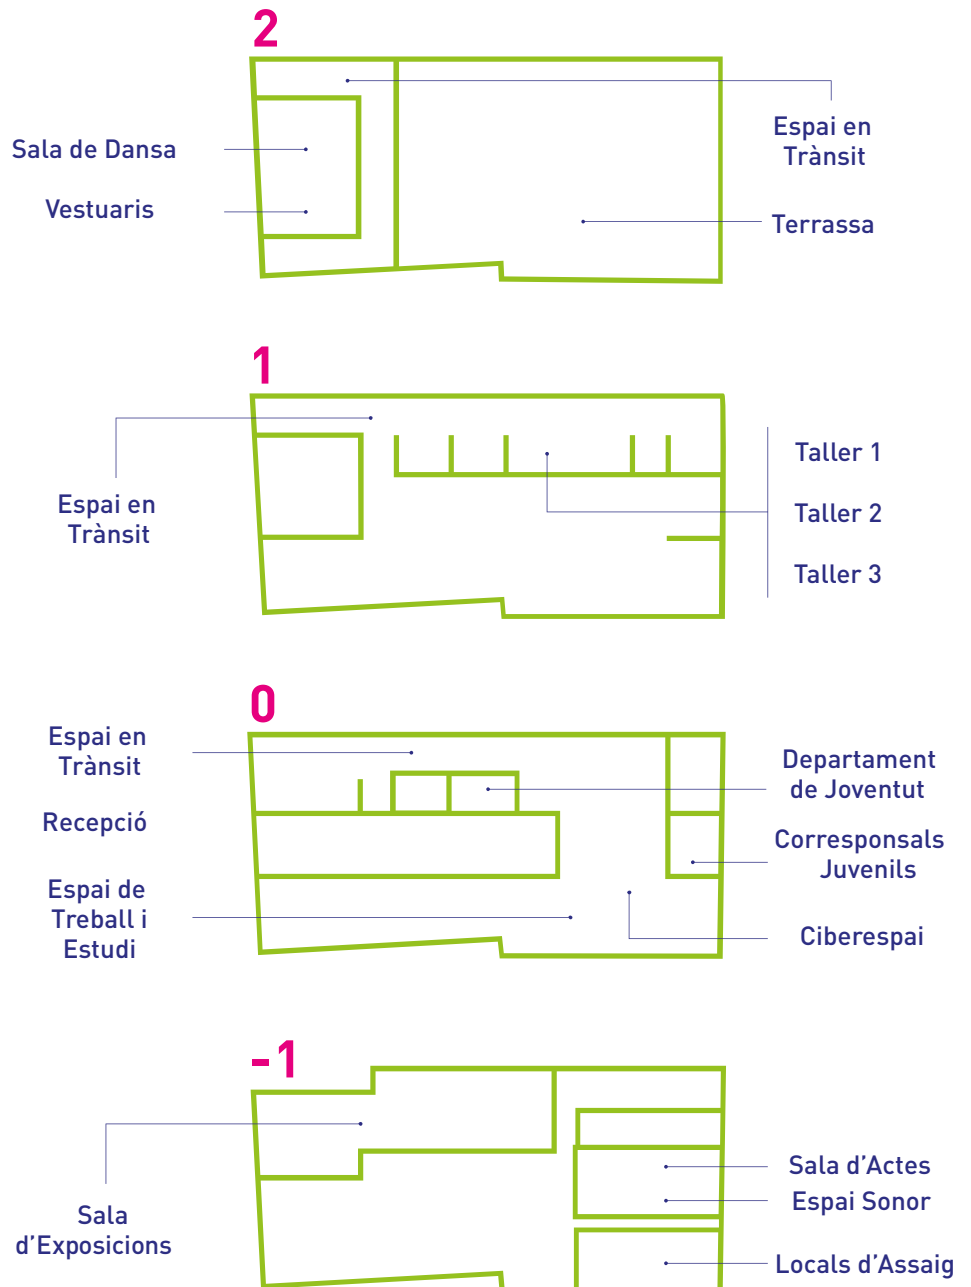 2
Sala de Dansa
Vestuaris
Espai en
Trànsit
Terrassa
1
Espai en
Trànsit
Taller 1
Taller 2
Taller 3
0
Espai en
Trànsit
Recepció
Espai de
Treball i
Estudi
Departament
de Joventut
Corresponsals
Juvenils
Ciberespai
-1
Sala
d’Exposicions
Sala d’Actes
Espai Sonor
Locals d’Assaig